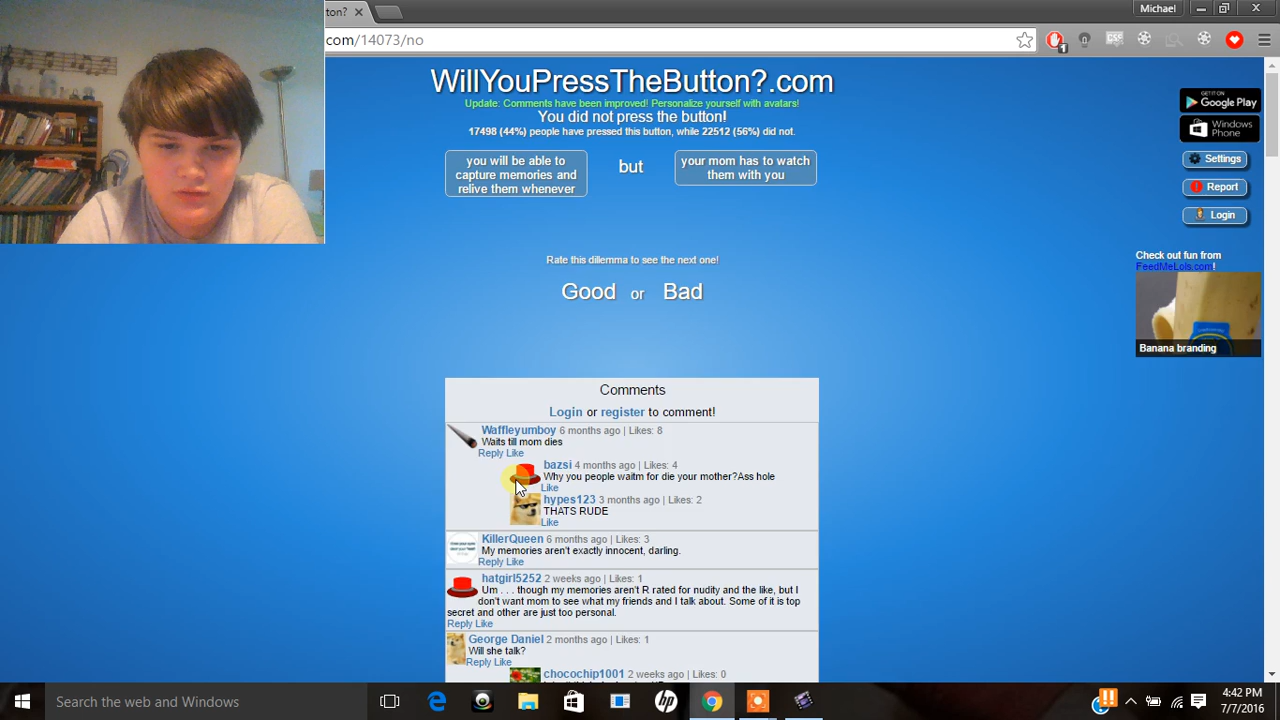 ton?
Michael
com/14073/no
1
WillYouPressTheButton?.com
Update: Comments have been improved! Personalize yourself with avatars!
You did not press the button!
17498 (44%) people have pressed this button, while 22512 (56%) did not.
you will be able to
capture memories and
relive them whenever
but
your mom has to watch
them with you
GET IT ON
Google Play
Windows
Phone
Settings
Report
Login
Rate this dillemma to see the next one!
Good or Bad
Check out fun from
FeedMeLols.com!
Banana branding
Comments
Login or register to comment!
Waffleyumboy 6 months ago | Likes: 8
Waits till mom dies
Reply Like
bazsi 4 months ago | Likes: 4
Why you people waitm for die your mother?Ass hole
Like
hypes123 3 months ago | Likes: 2
THATS RUDE
Like
KillerQueen 6 months ago | Likes: 3
My memories aren't exactly innocent, darling.
Reply Like
hatgirl5252 2 weeks ago | Likes: 1
Um . . . though my memories aren't R rated for nudity and the like, but I
don't want mom to see what my friends and I talk about. Some of it is top
secret and other are just too personal.
Reply Like
George Daniel 2 months ago | Likes: 1
Will she talk?
Reply Like
chocochip1001 2 weeks ago | Likes: 0
Search the web and Windows
4:42 PM
7/7/2016